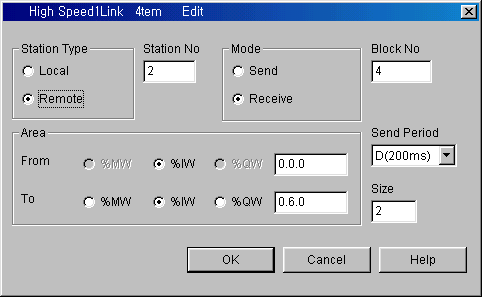 High Speed1Link 4tem Edit
Station Type
Station No
Mode
Block No
Local
2
Send
4
Remote
Receive
Area
Send Period
From %MW %IW %QW 0.0.0
D(200ms)
To %MW %IW %QW 0.6.0
Size
2
OK Cancel Help